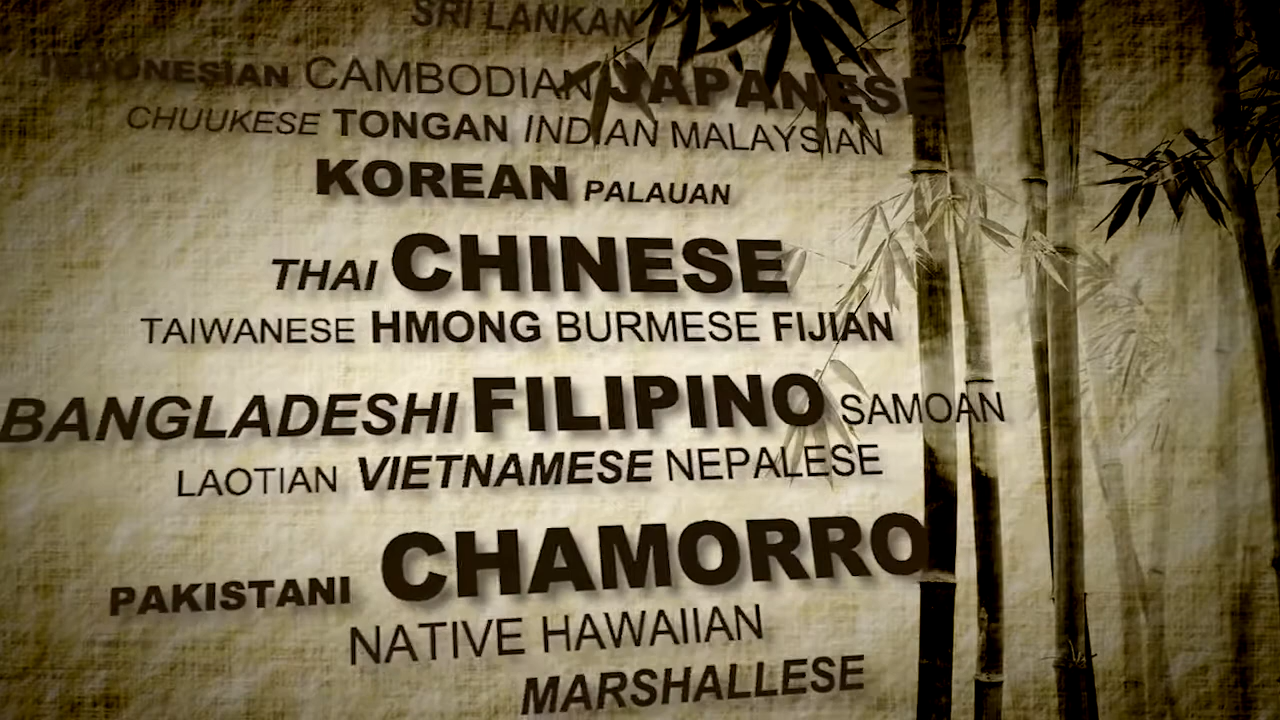 SRI LANKAN
INDONESIAN CAMBODIAN JAPANESE
CHUUKESE TONGAN INDIAN MALAYSIAN
KOREAN PALAUAN
THAI CHINESE
TAIWANESE HMONG BURMESE FIJIAN
BANGLADESHI FILIPINO SAMOAN
LAOTIAN VIETNAMESE NEPALESE
PAKISTANI CHAMORRO
NATIVE HAWAIIAN
MARSHALLESE